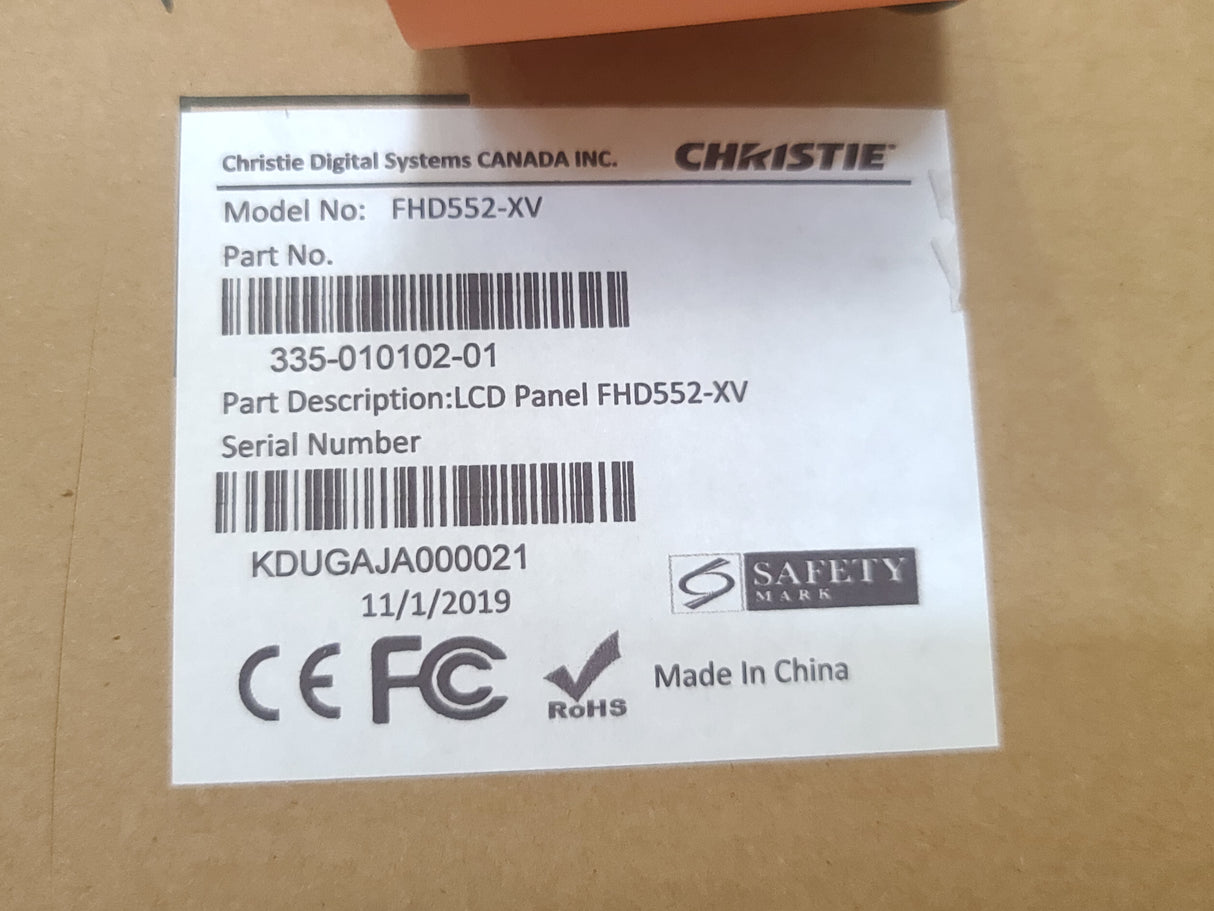 Christie Digital Systems CANADA INC. CHRISTIE
Model No: FHD552-XV
Part No.
335-010102-01
Part Description:LCD Panel FHD552-XV
Serial Number
KDUGAJA000021
11/1/2019
S SAFETY
MARK
CE FC RoHS Made In China